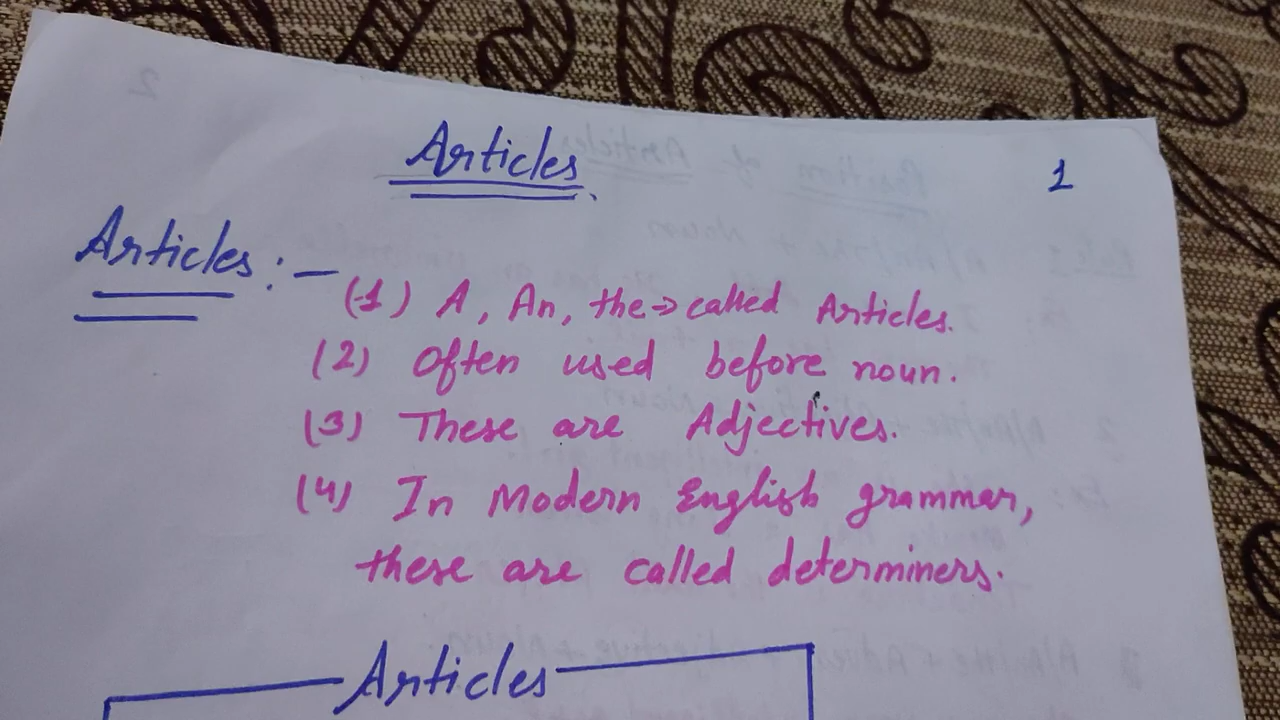 Articles
1
Articles:-
(1) A, An, the→called Articles.
(2) Often used before noun.
(3) These are Adjectives.
(4) In Modern English grammar,
these are called determiners.
Articles